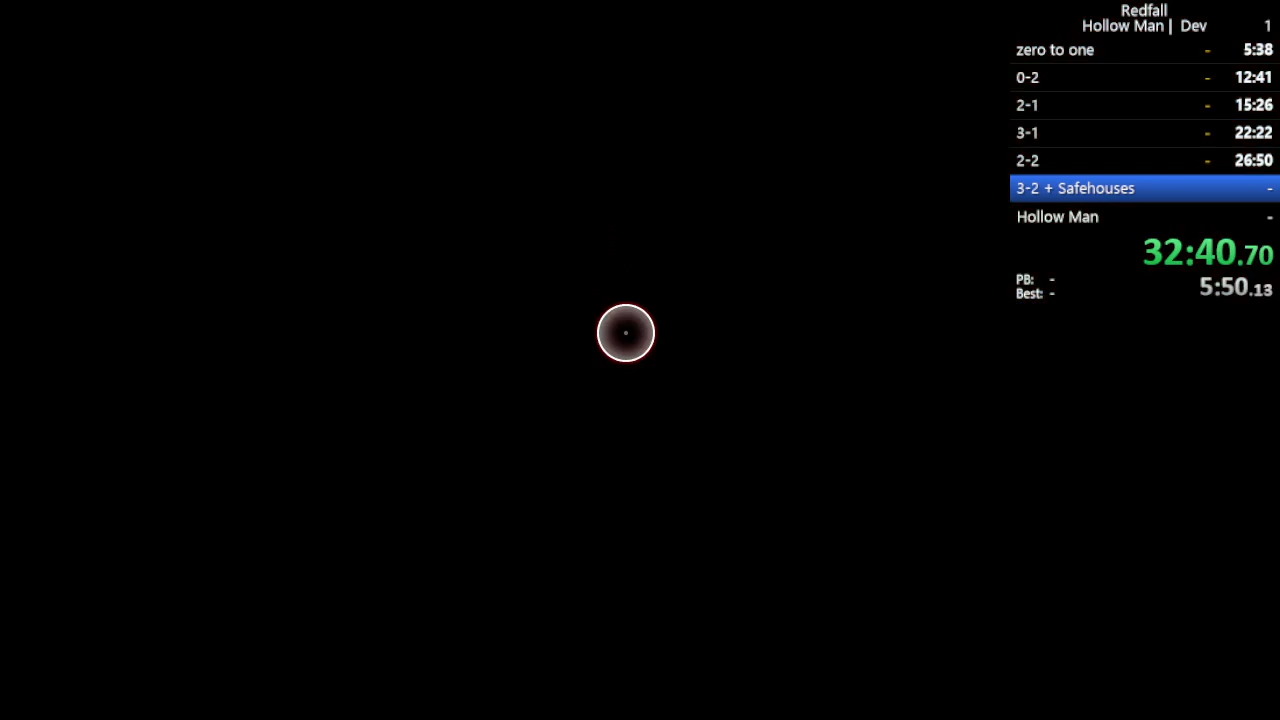 Redfall
Hollow Man | Dev 1
zero to one - 5:38
0-2 - 12:41
2-1 - 15:26
3-1 - 22:22
2-2 - 26:50
3-2 + Safehouses -
Hollow Man -
32:40.70
PB: - 
Best: - 5:50.13